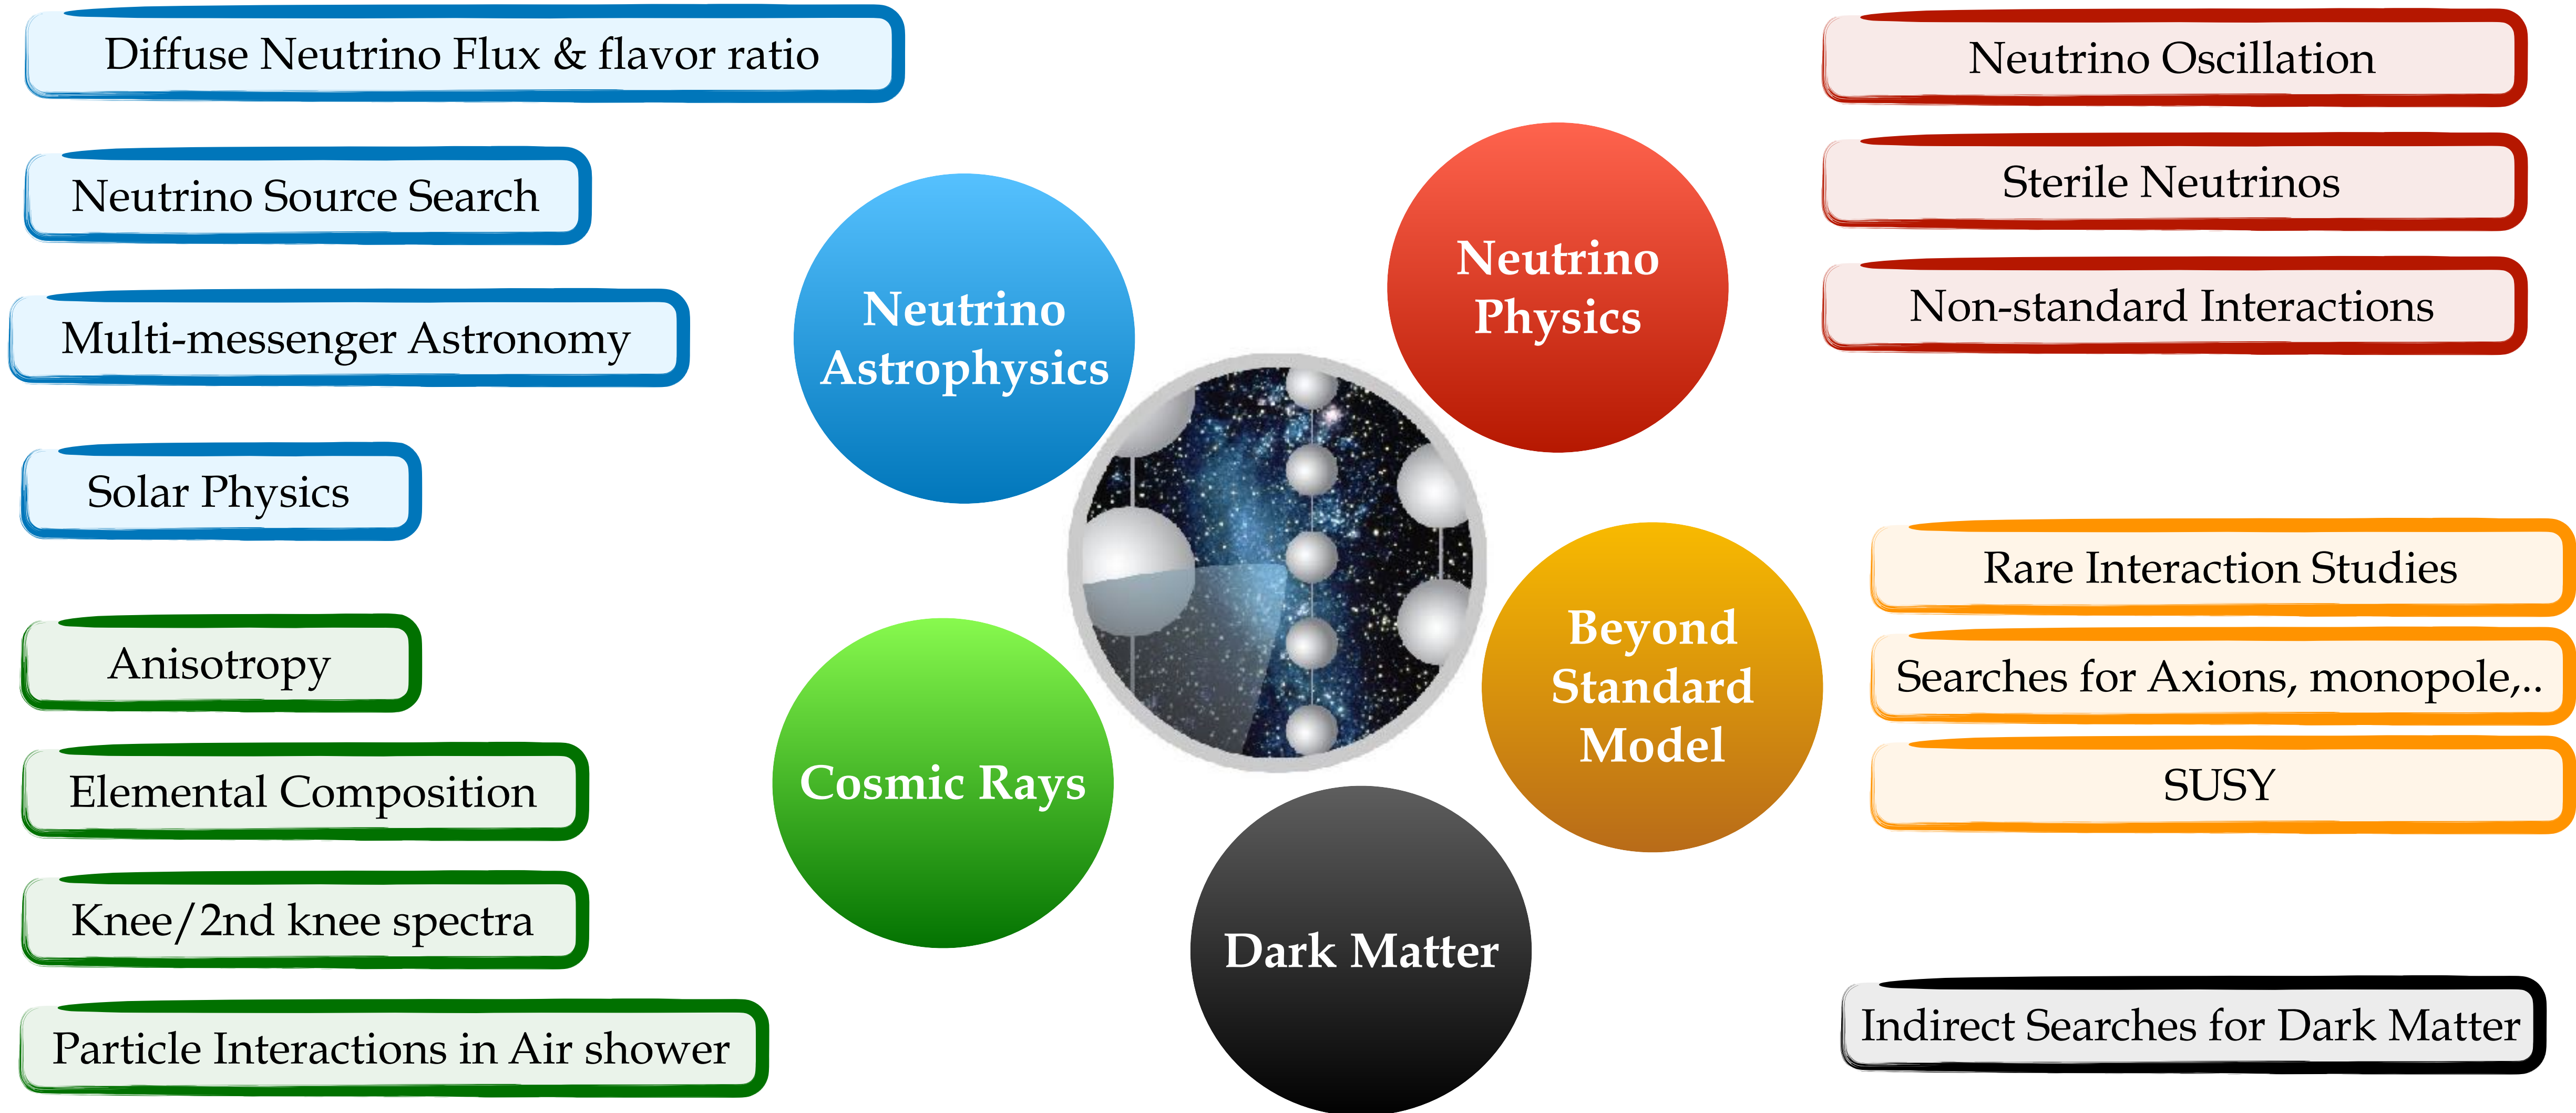 Diffuse Neutrino Flux & flavor ratio
Neutrino Source Search
Multi-messenger Astronomy
Solar Physics
Anisotropy
Elemental Composition
Knee/2nd knee spectra
Particle Interactions in Air shower
Neutrino
Astrophysics
Cosmic Rays
Neutrino
Physics
Beyond
Standard
Model
Dark Matter
Neutrino Oscillation
Sterile Neutrinos
Non-standard Interactions
Rare Interaction Studies
Searches for Axions, monopole,..
SUSY
Indirect Searches for Dark Matter